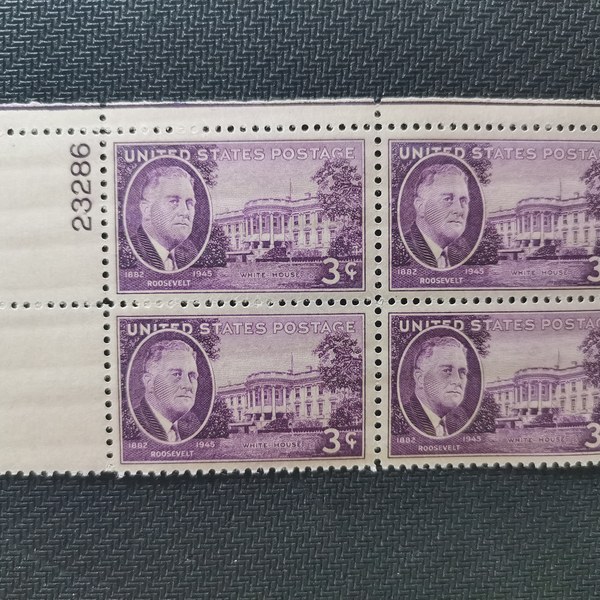 23286
UNITED STATES POSTAGE
1882 1945
ROOSEVELT
WHITE HOUSE
3¢
UNITED STATES POSTAGE
1882 1945
ROOSEVELT
WHITE HOUSE
3
UNITED STATES POSTAGE
1882 1945
ROOSEVELT
WHITE HOUSE
3¢
UNITED STATES POSTAGE
1882 1945
ROOSEVELT
WHITE HOUSE
3